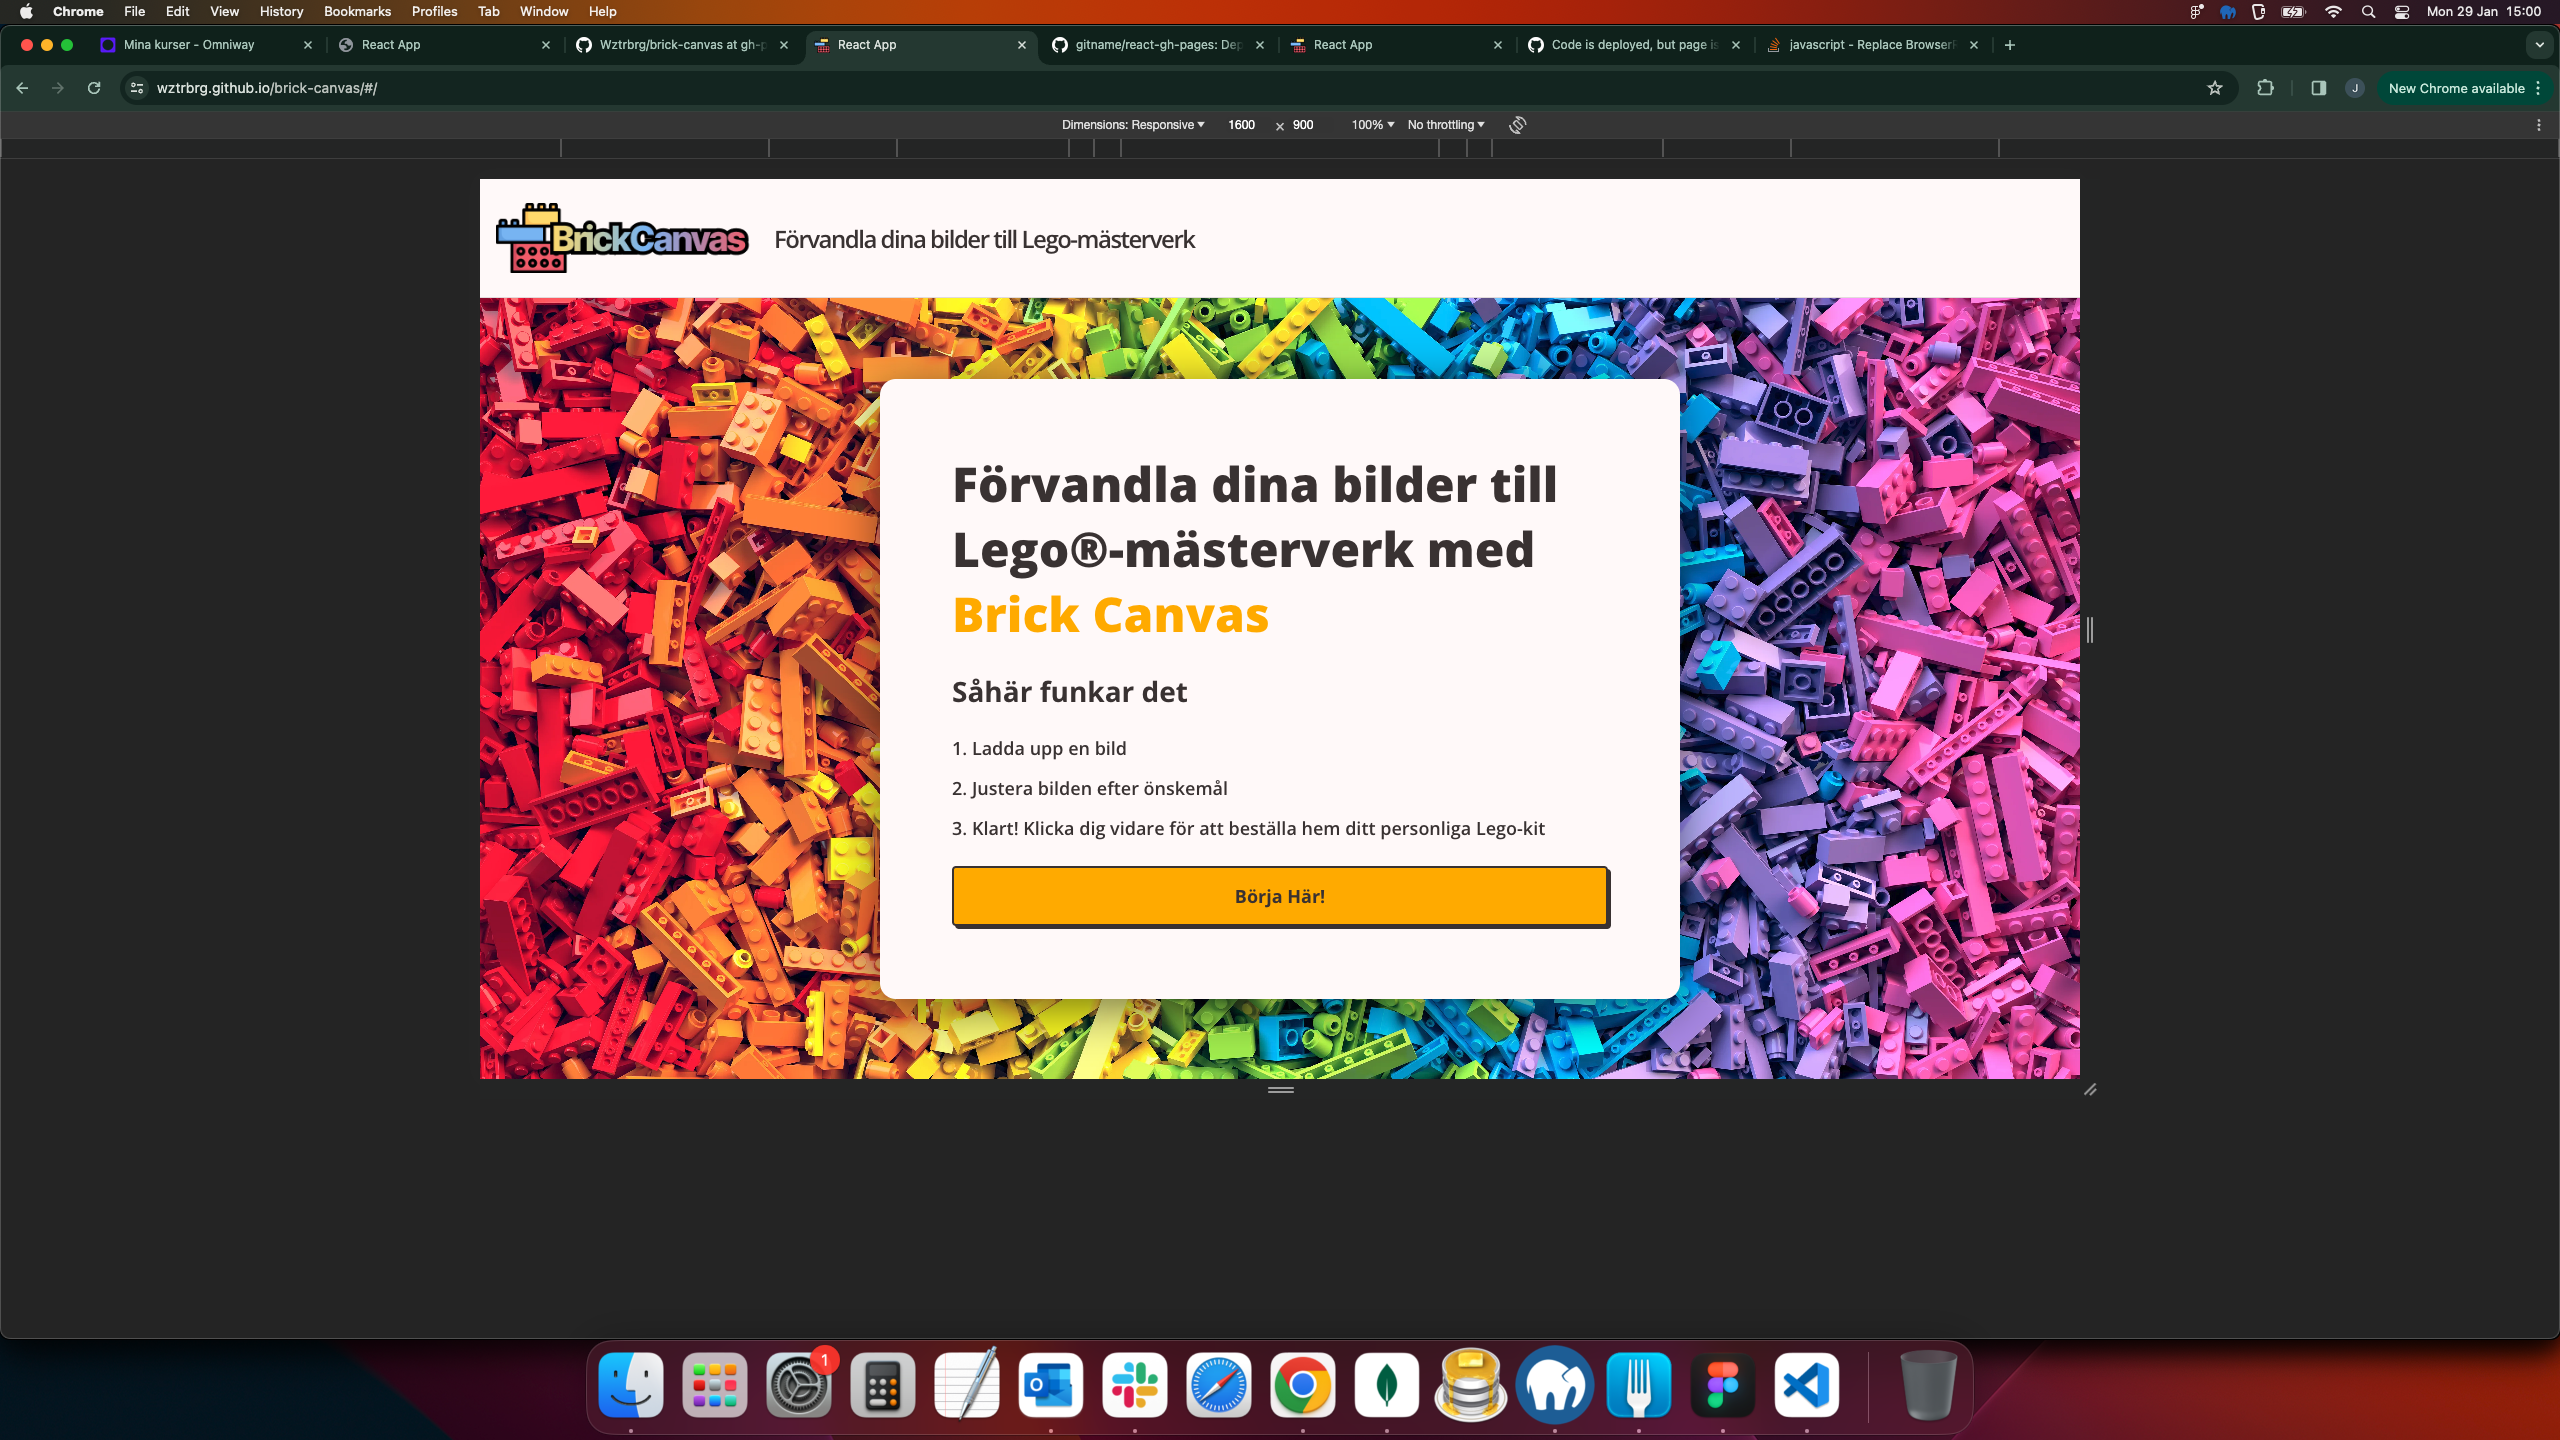 Chrome File Edit View History Bookmarks Profiles Tab Window Help Mon 29 Jan 15:00
Mina kurser - Omniway React App Wztrbrg/brick-canvas at gh-p React App gitname/react-gh-pages: Dep React App Code is deployed, but page is javascript - Replace BrowserR
wztrbrg.github.io/brick-canvas/#/ J New Chrome available
Dimensions: Responsive 1600 × 900 100% No throttling
BrickCanvas Förvandla dina bilder till Lego-mästerverk
Förvandla dina bilder till
Lego®-mästerverk med
Brick Canvas
Såhär funkar det
1. Ladda upp en bild
2. Justera bilden efter önskemål
3. Klart! Klicka dig vidare för att beställa hem ditt personliga Lego-kit
Börja Här!
1